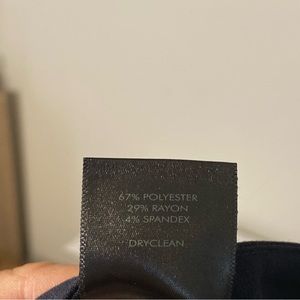 67% POLYESTER
29% RAYON
4% SPANDEX
DRYCLEAN